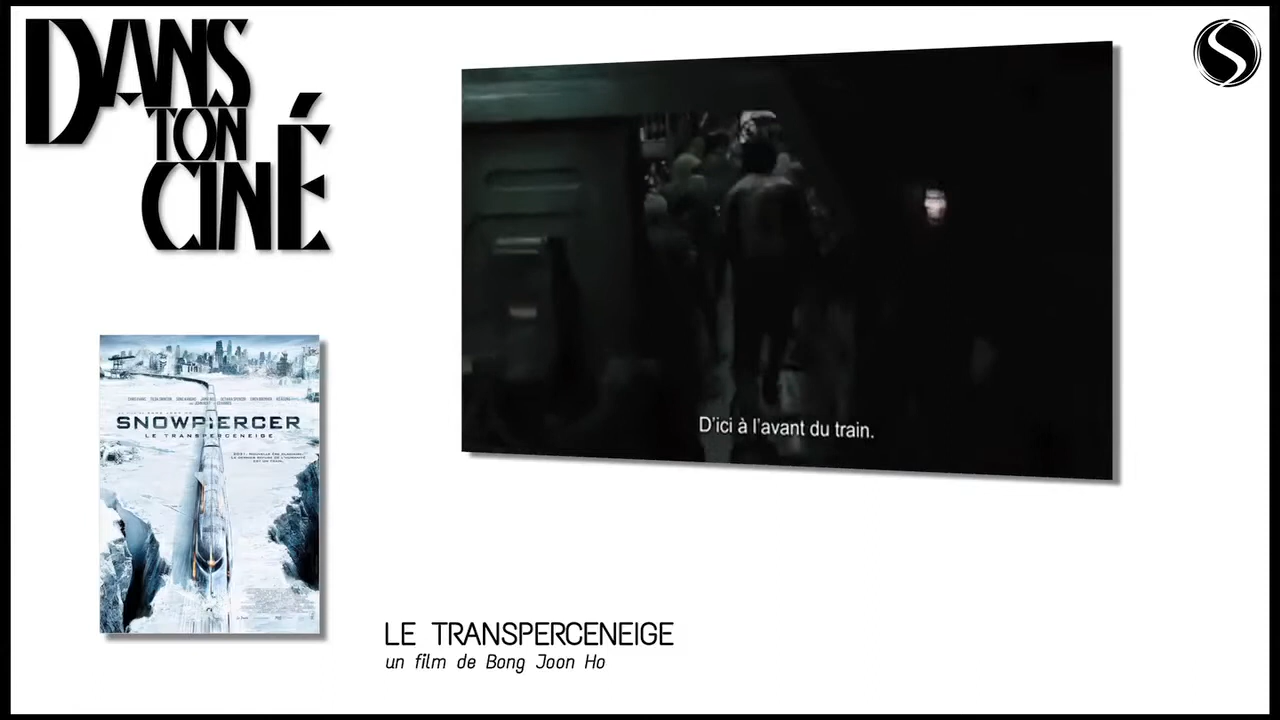 DANS
TON
CINÉ
D'ici à l'avant du train.
SNOWPIERCER
LE TRANSPERCENEIGE
LE TRANSPERCENEIGE
un film de Bong Joon Ho